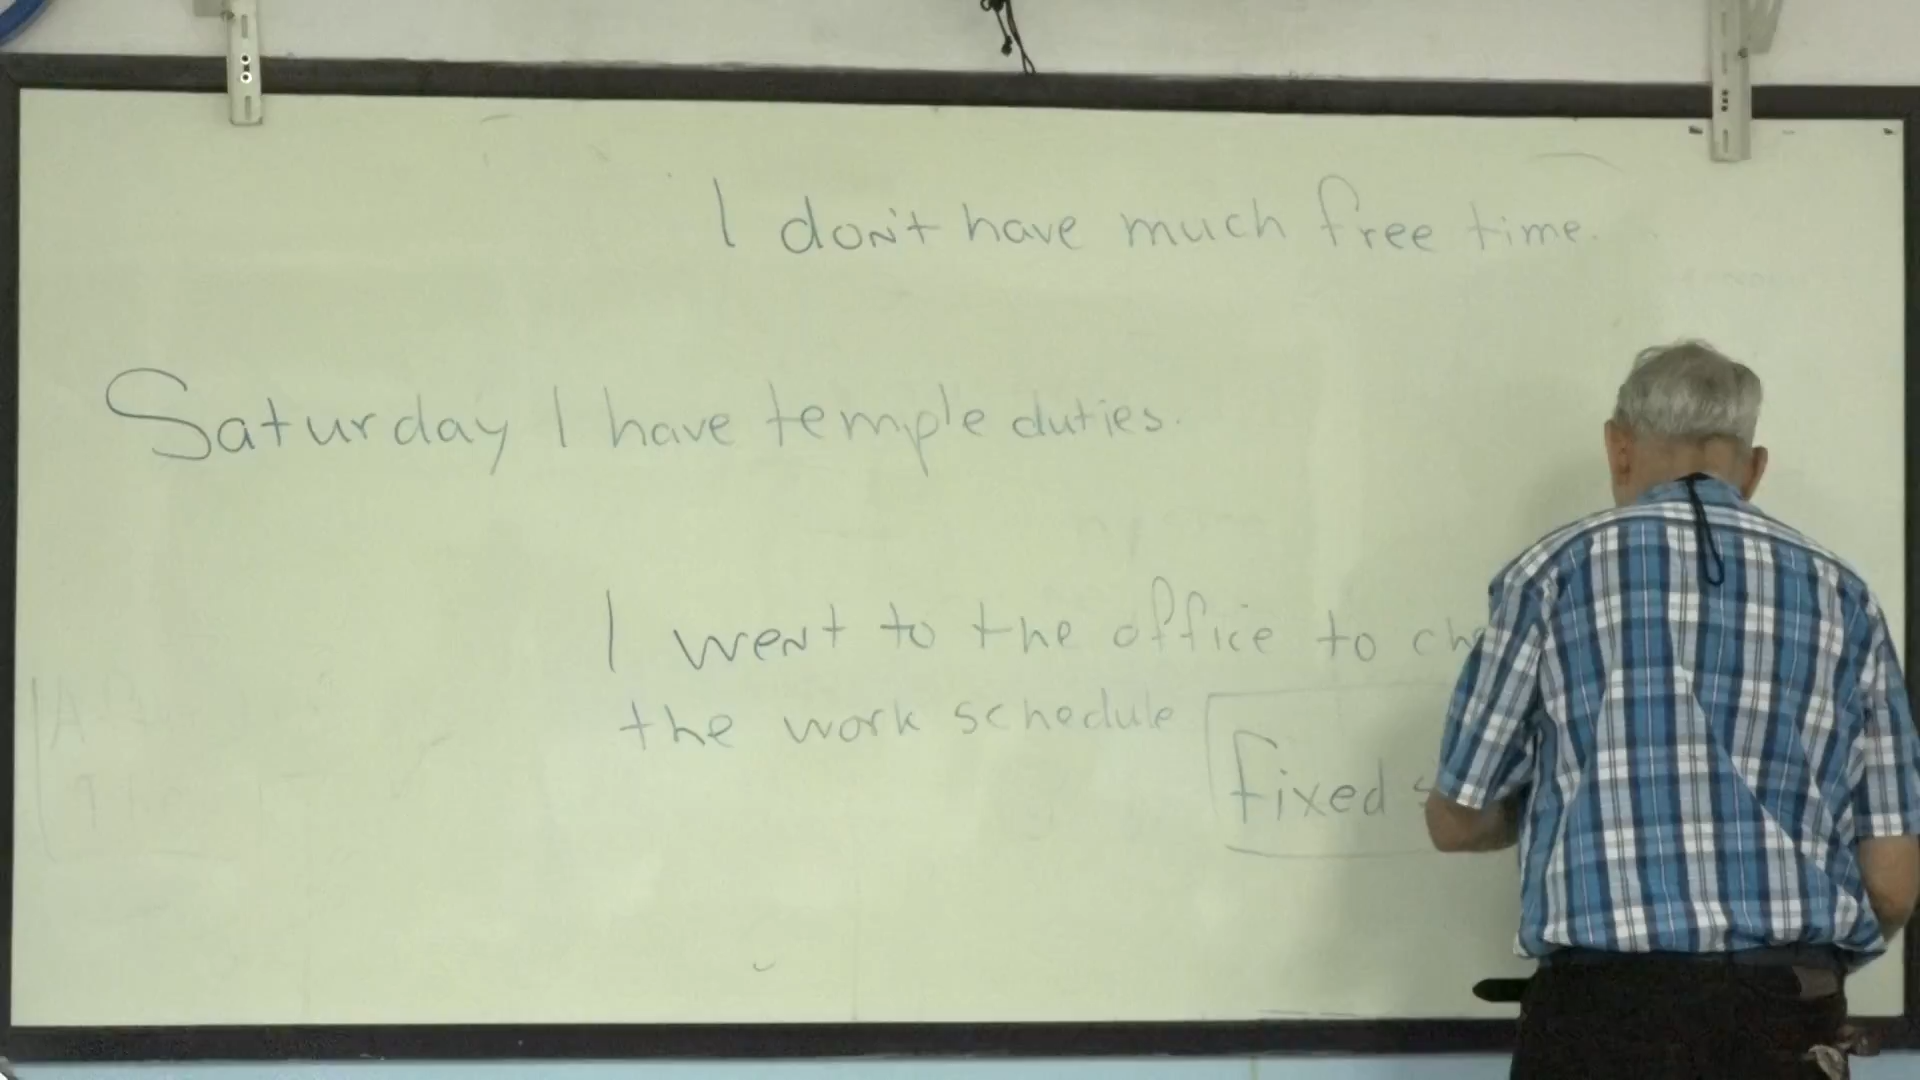 I don't have much free time.
Saturday I have temple duties.
I went to the office to
the work schedule
fixed